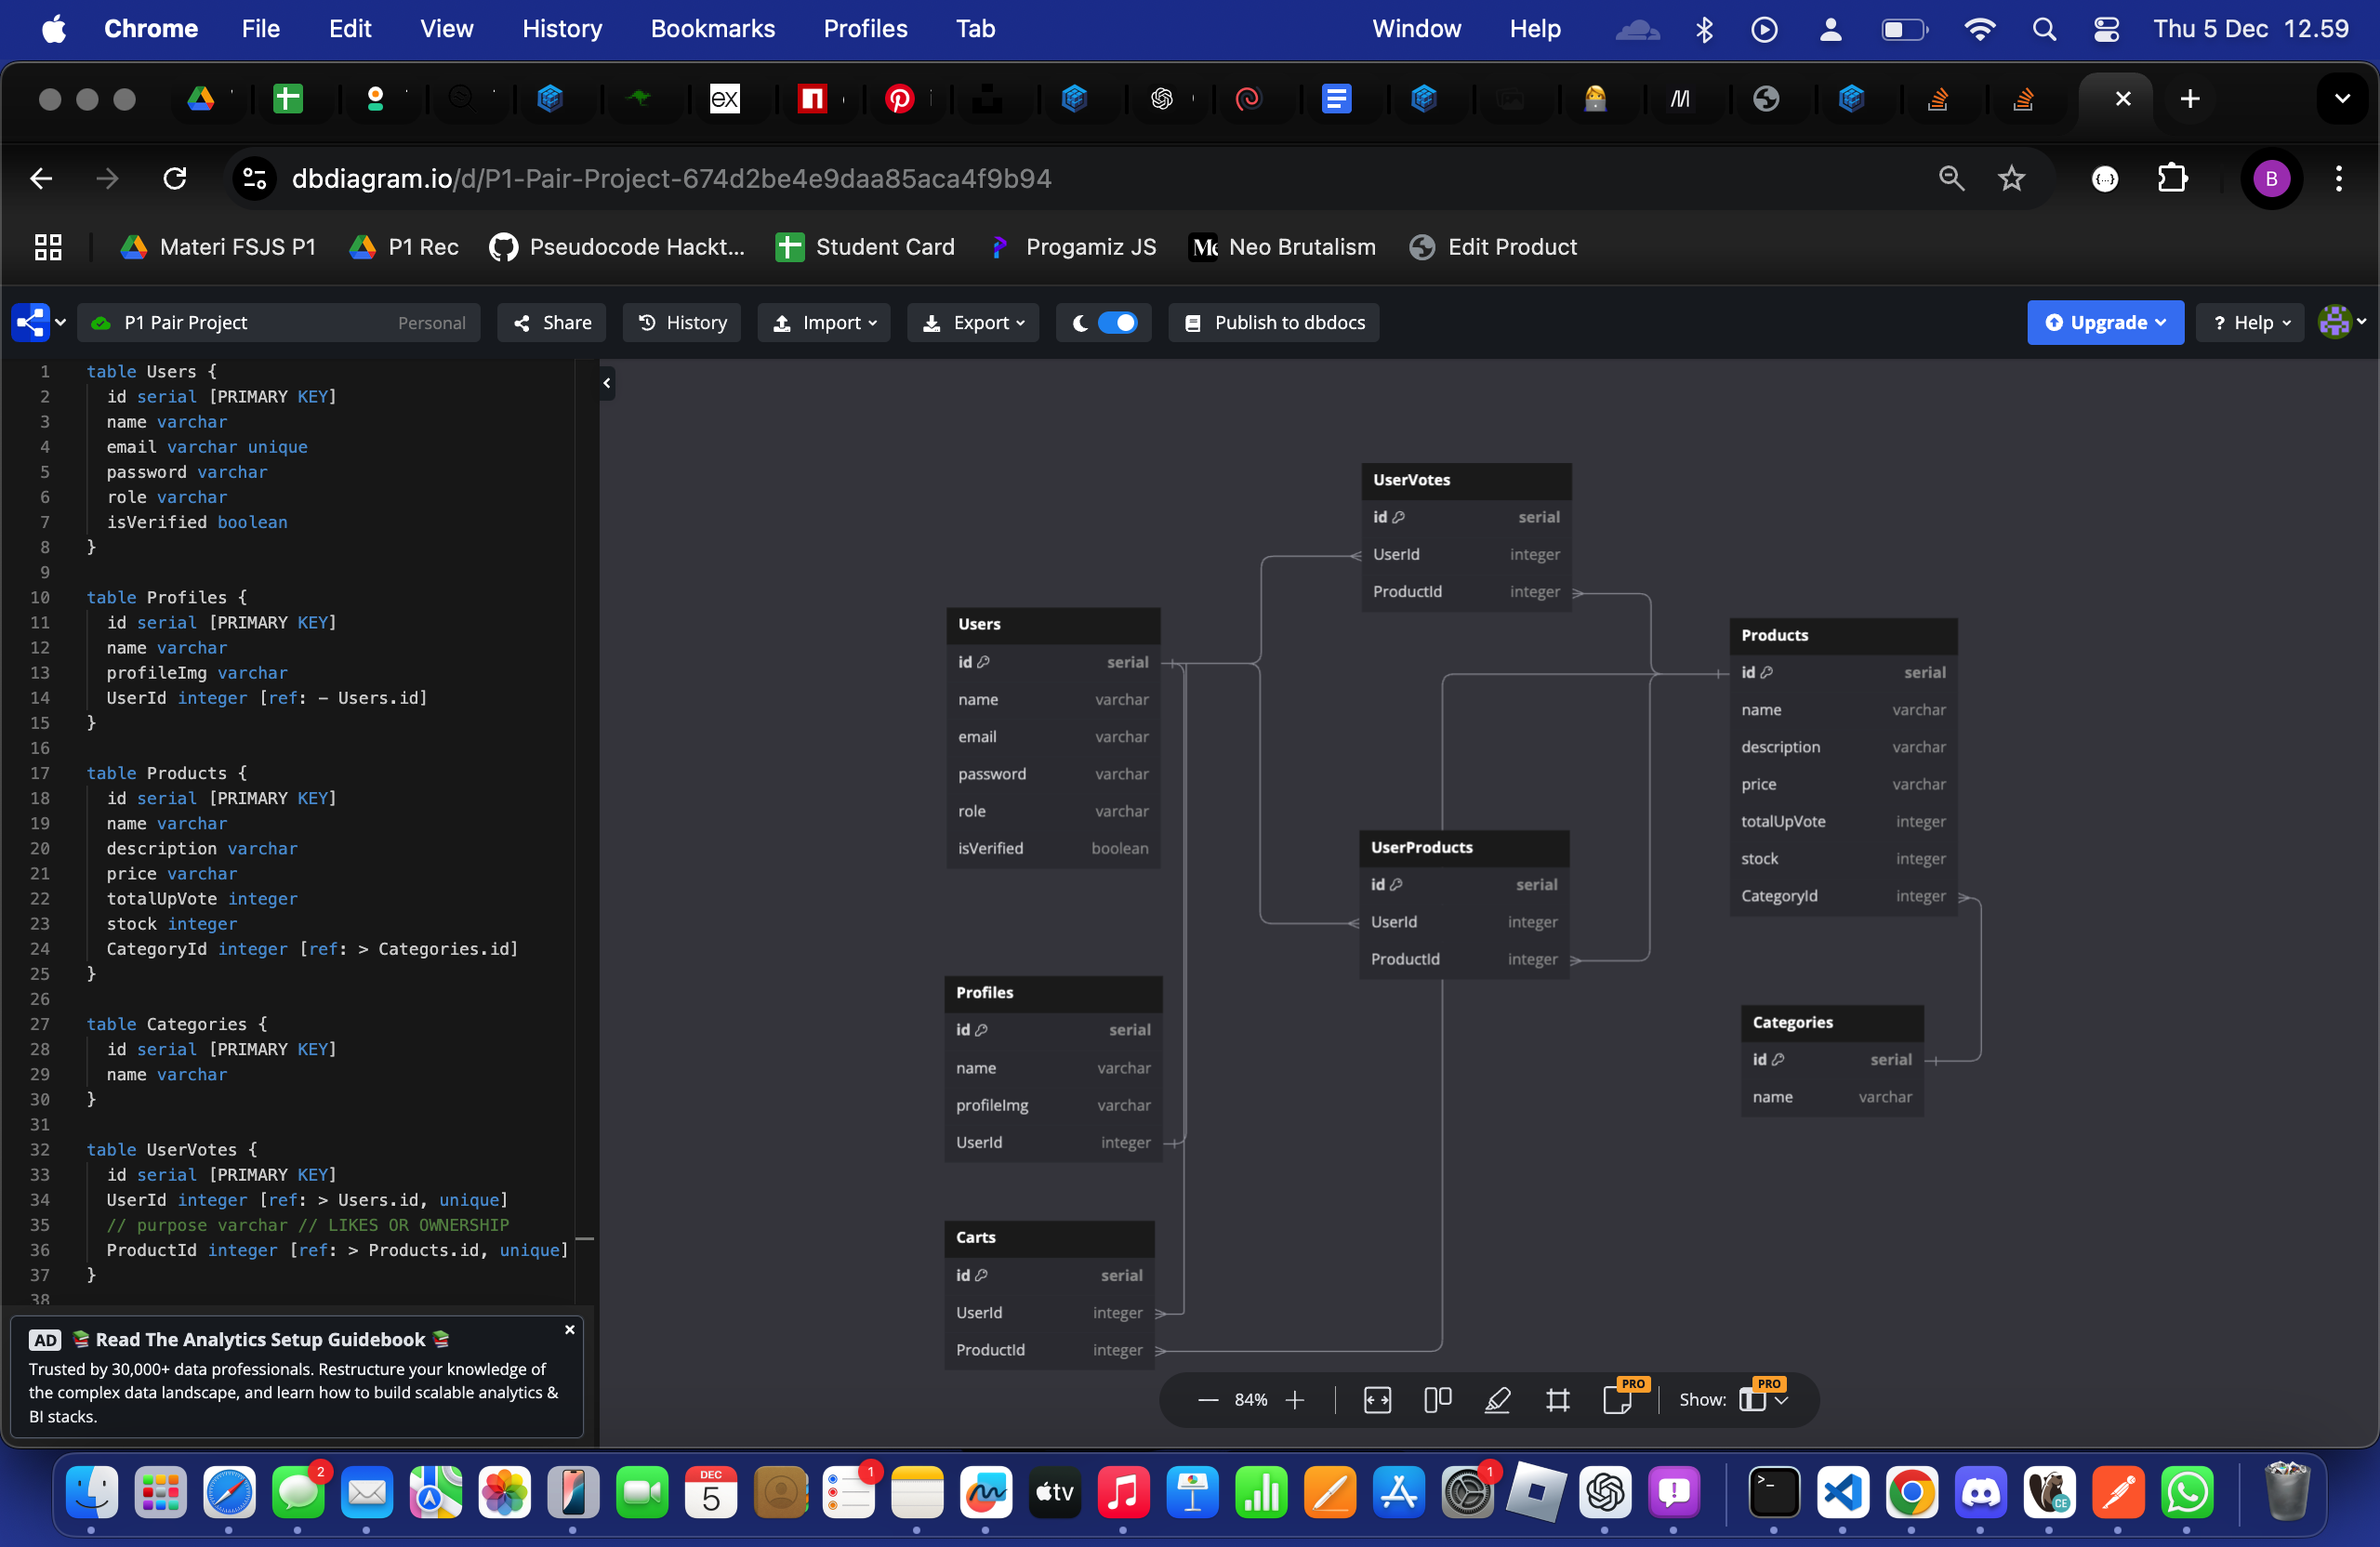 Chrome File Edit View History Bookmarks Profiles Tab Window Help Thu 5 Dec 12.59
dbdiagram.io/d/P1-Pair-Project-674d2be4e9daa85aca4f9b94
B
Materi FSJS P1 P1 Rec Pseudocode Hackt... Student Card Progamiz JS Neo Brutalism Edit Product
P1 Pair Project Personal Share History Import Export Publish to dbdocs Upgrade ? Help
1 table Users {
2 id serial [PRIMARY KEY]
3 name varchar
4 email varchar unique
5 password varchar
6 role varchar
7 isVerified boolean
8 }
9
10 table Profiles {
11 id serial [PRIMARY KEY]
12 name varchar
13 profileImg varchar
14 UserId integer [ref: - Users.id]
15 }
16
17 table Products {
18 id serial [PRIMARY KEY]
19 name varchar
20 description varchar
21 price varchar
22 totalUpVote integer
23 stock integer
24 CategoryId integer [ref: > Categories.id]
25 }
26
27 table Categories {
28 id serial [PRIMARY KEY]
29 name varchar
30 }
31
32 table UserVotes {
33 id serial [PRIMARY KEY]
34 UserId integer [ref: > Users.id, unique]
35 // purpose varchar // LIKES OR OWNERSHIP
36 ProductId integer [ref: > Products.id, unique]
37 }
38
AD Read The Analytics Setup Guidebook
Trusted by 30,000+ data professionals. Restructure your knowledge of
the complex data landscape, and learn how to build scalable analytics &
BI stacks.
UserVotes
id serial
UserId integer
ProductId integer
Users
id serial
name varchar
email varchar
password varchar
role varchar
isVerified boolean
Products
id serial
name varchar
description varchar
price varchar
totalUpVote integer
stock integer
CategoryId integer
UserProducts
id serial
UserId integer
ProductId integer
Profiles
id serial
name varchar
profileImg varchar
UserId integer
Categories
id serial
name varchar
Carts
id serial
UserId integer
ProductId integer
84% PRO Show: PRO
2 DEC 5 1 tv 1 CE